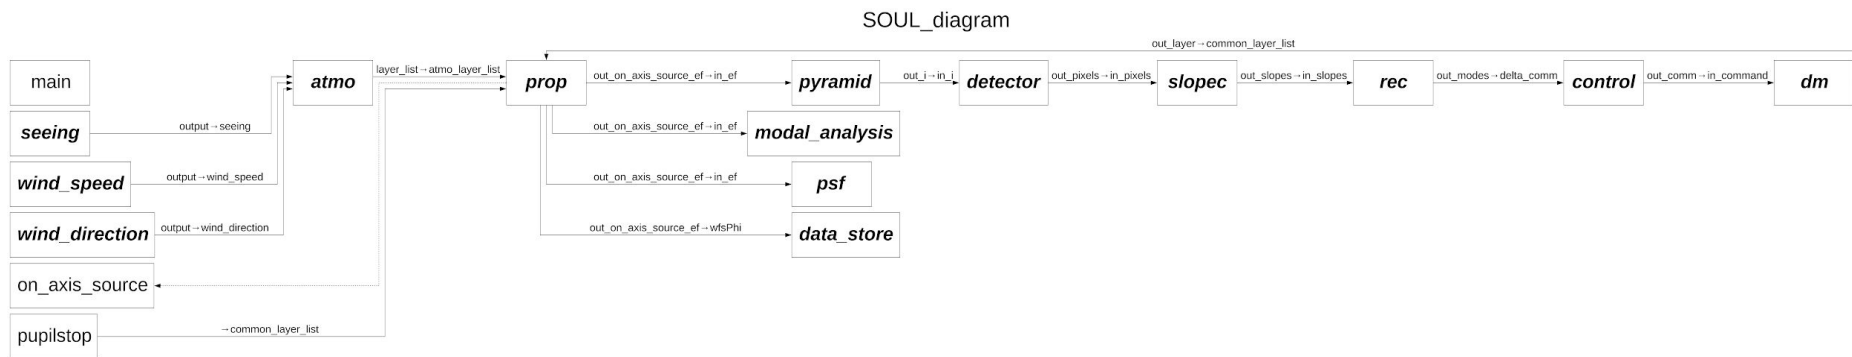 SOUL_diagram
out_layer→common_layer_list
main
atmo
layer_list→atmo_layer_list
prop
out_on_axis_source_ef→in_ef
pyramid
out_i→in_i
detector
out_pixels→in_pixels
slopec
out_slopes→in_slopes
rec
out_modes→delta_comm
control
out_comm→in_command
dm
seeing
output→seeing
out_on_axis_source_ef→in_ef
modal_analysis
wind_speed
output→wind_speed
out_on_axis_source_ef→in_ef
psf
wind_direction
output→wind_direction
out_on_axis_source_ef→wfsPhi
data_store
on_axis_source
pupilstop
→common_layer_list